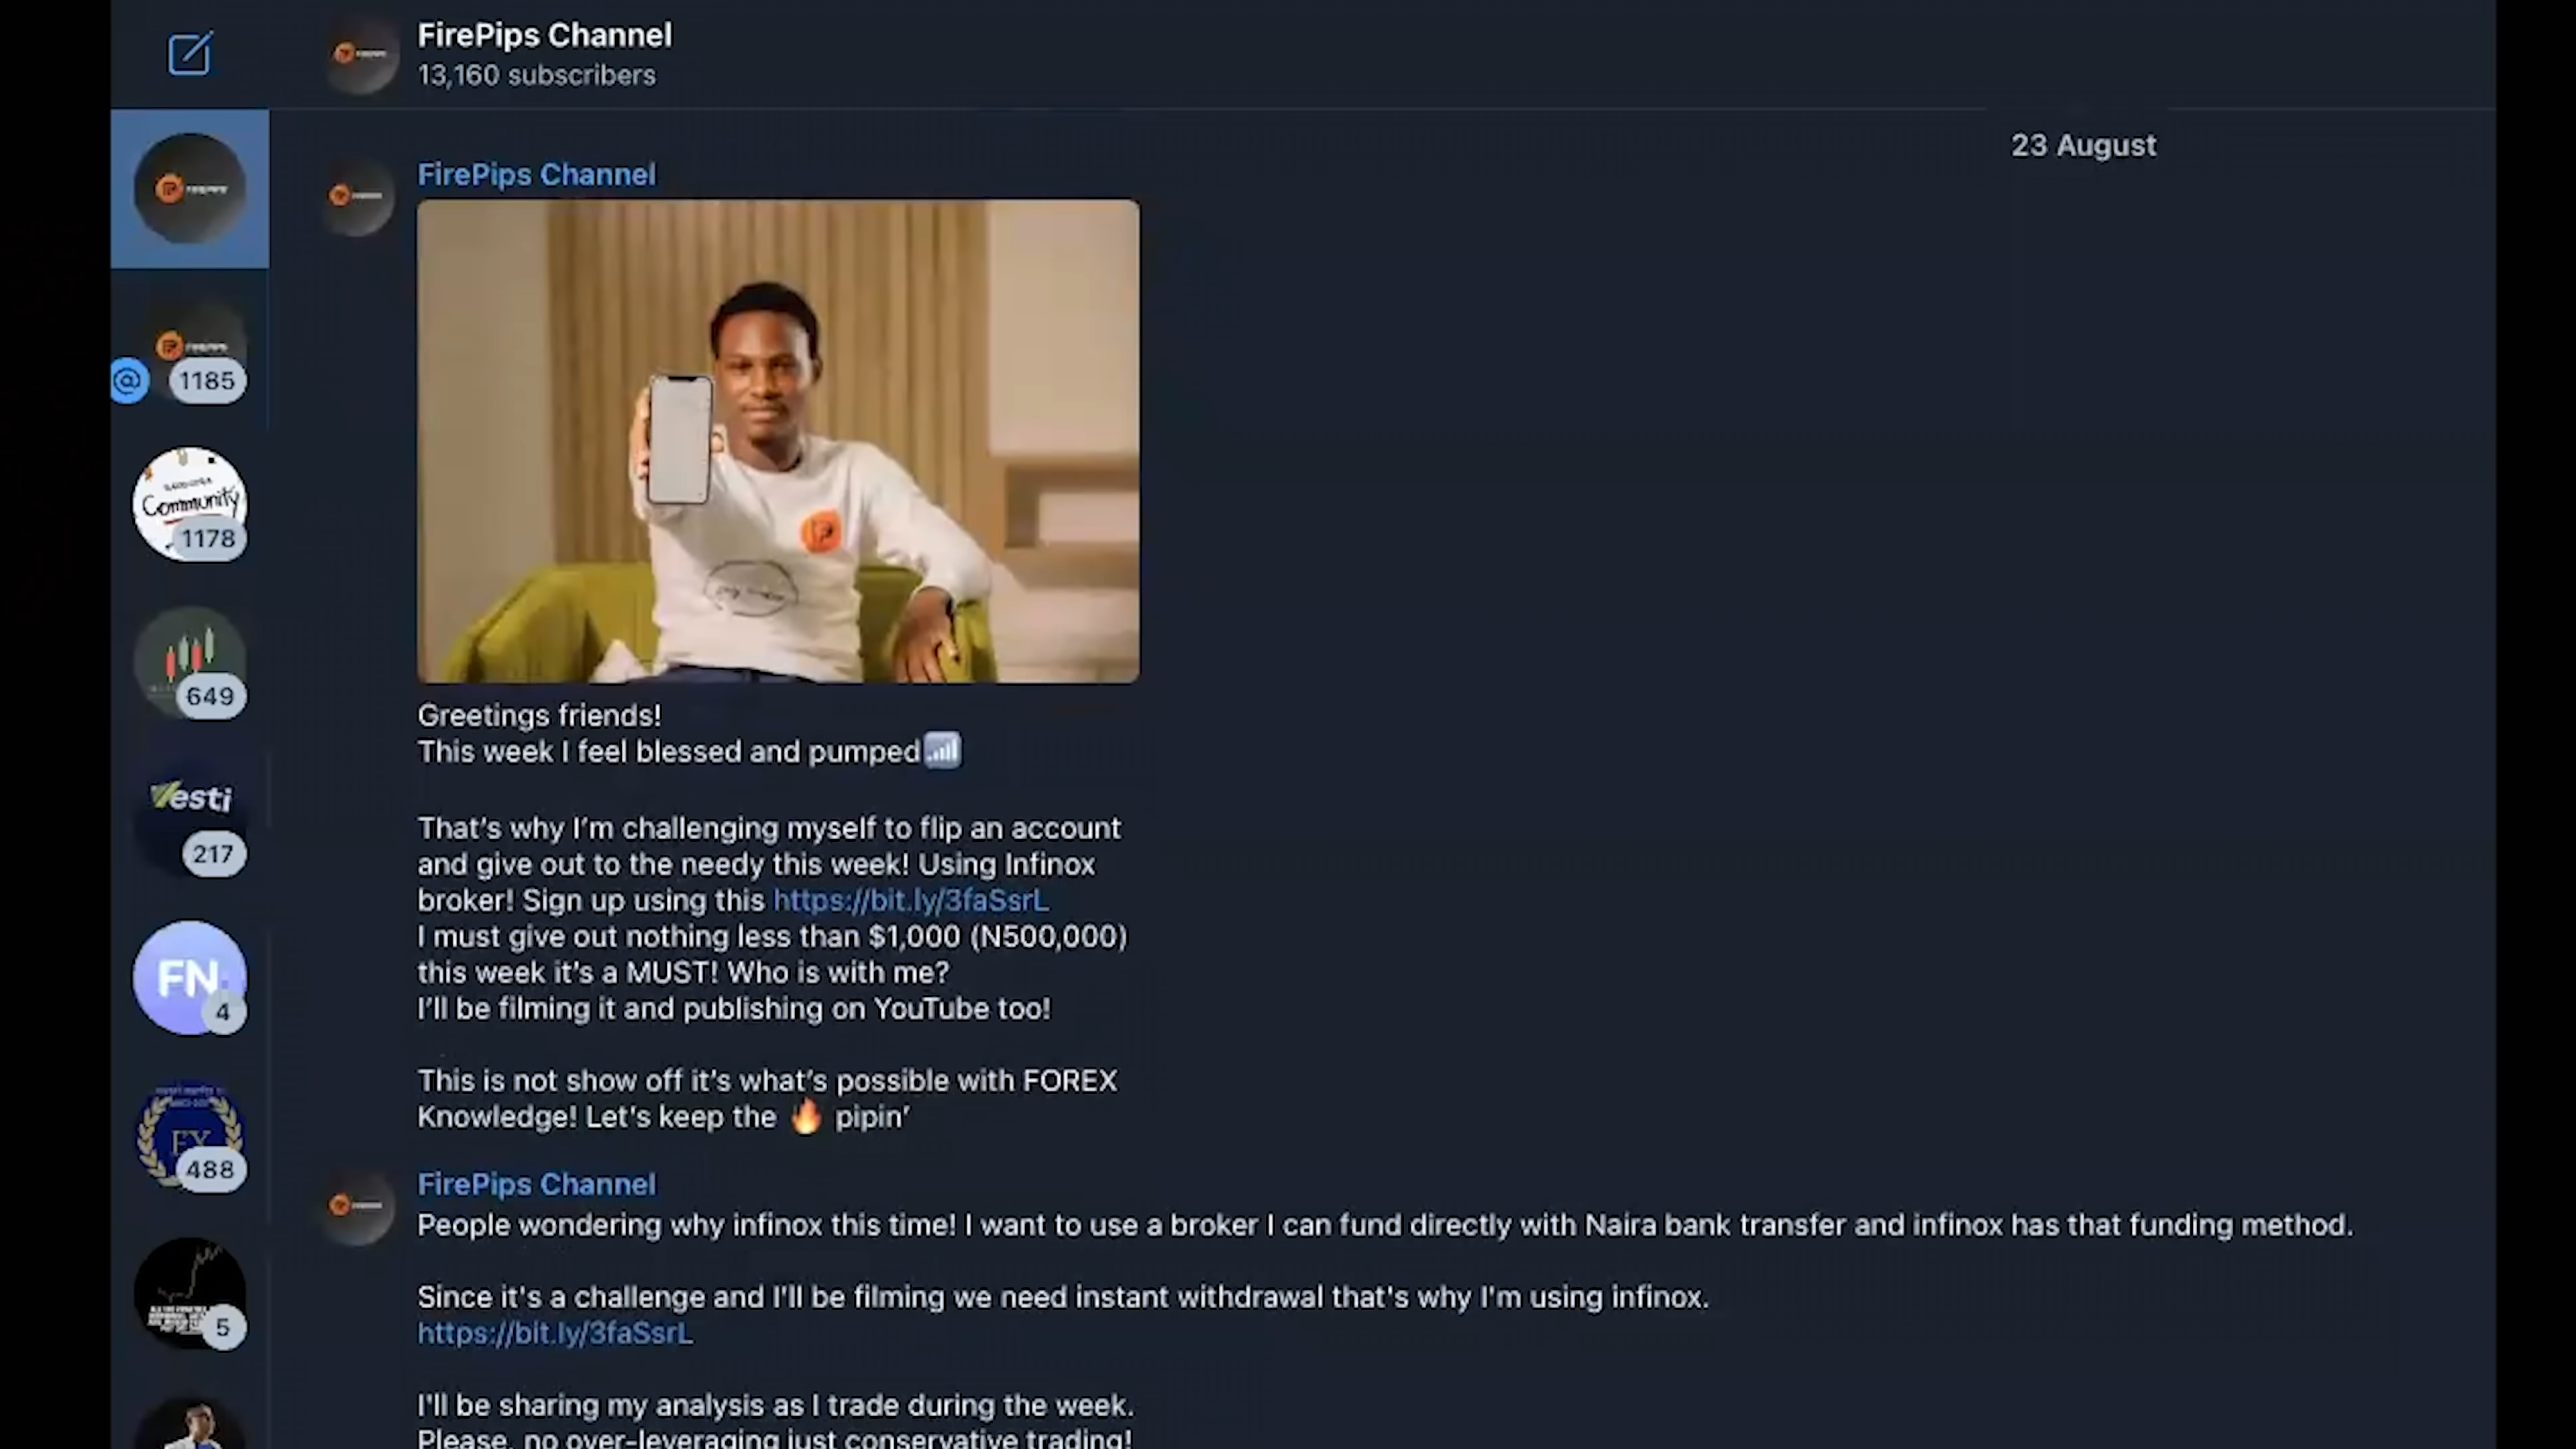 FirePips Channel
13,160 subscribers
23 August
FirePips Channel
1185
Community
1178
649
Vesti
217
FN
4
FX
488
5
Greetings friends!
This week I feel blessed and pumped
That's why I'm challenging myself to flip an account
and give out to the needy this week! Using Infinox
broker! Sign up using this https://bit.ly/3faSsrL
I must give out nothing less than $1,000 (N500,000)
this week it's a MUST! Who is with me?
I'll be filming it and publishing on YouTube too!
This is not show off it's what's possible with FOREX
Knowledge! Let's keep the 🔥 pipin'
FirePips Channel
People wondering why infinox this time! I want to use a broker I can fund directly with Naira bank transfer and infinox has that funding method.
Since it's a challenge and I'll be filming we need instant withdrawal that's why I'm using infinox.
https://bit.ly/3faSsrL
I'll be sharing my analysis as I trade during the week.
Please, no over-leveraging just conservative trading!